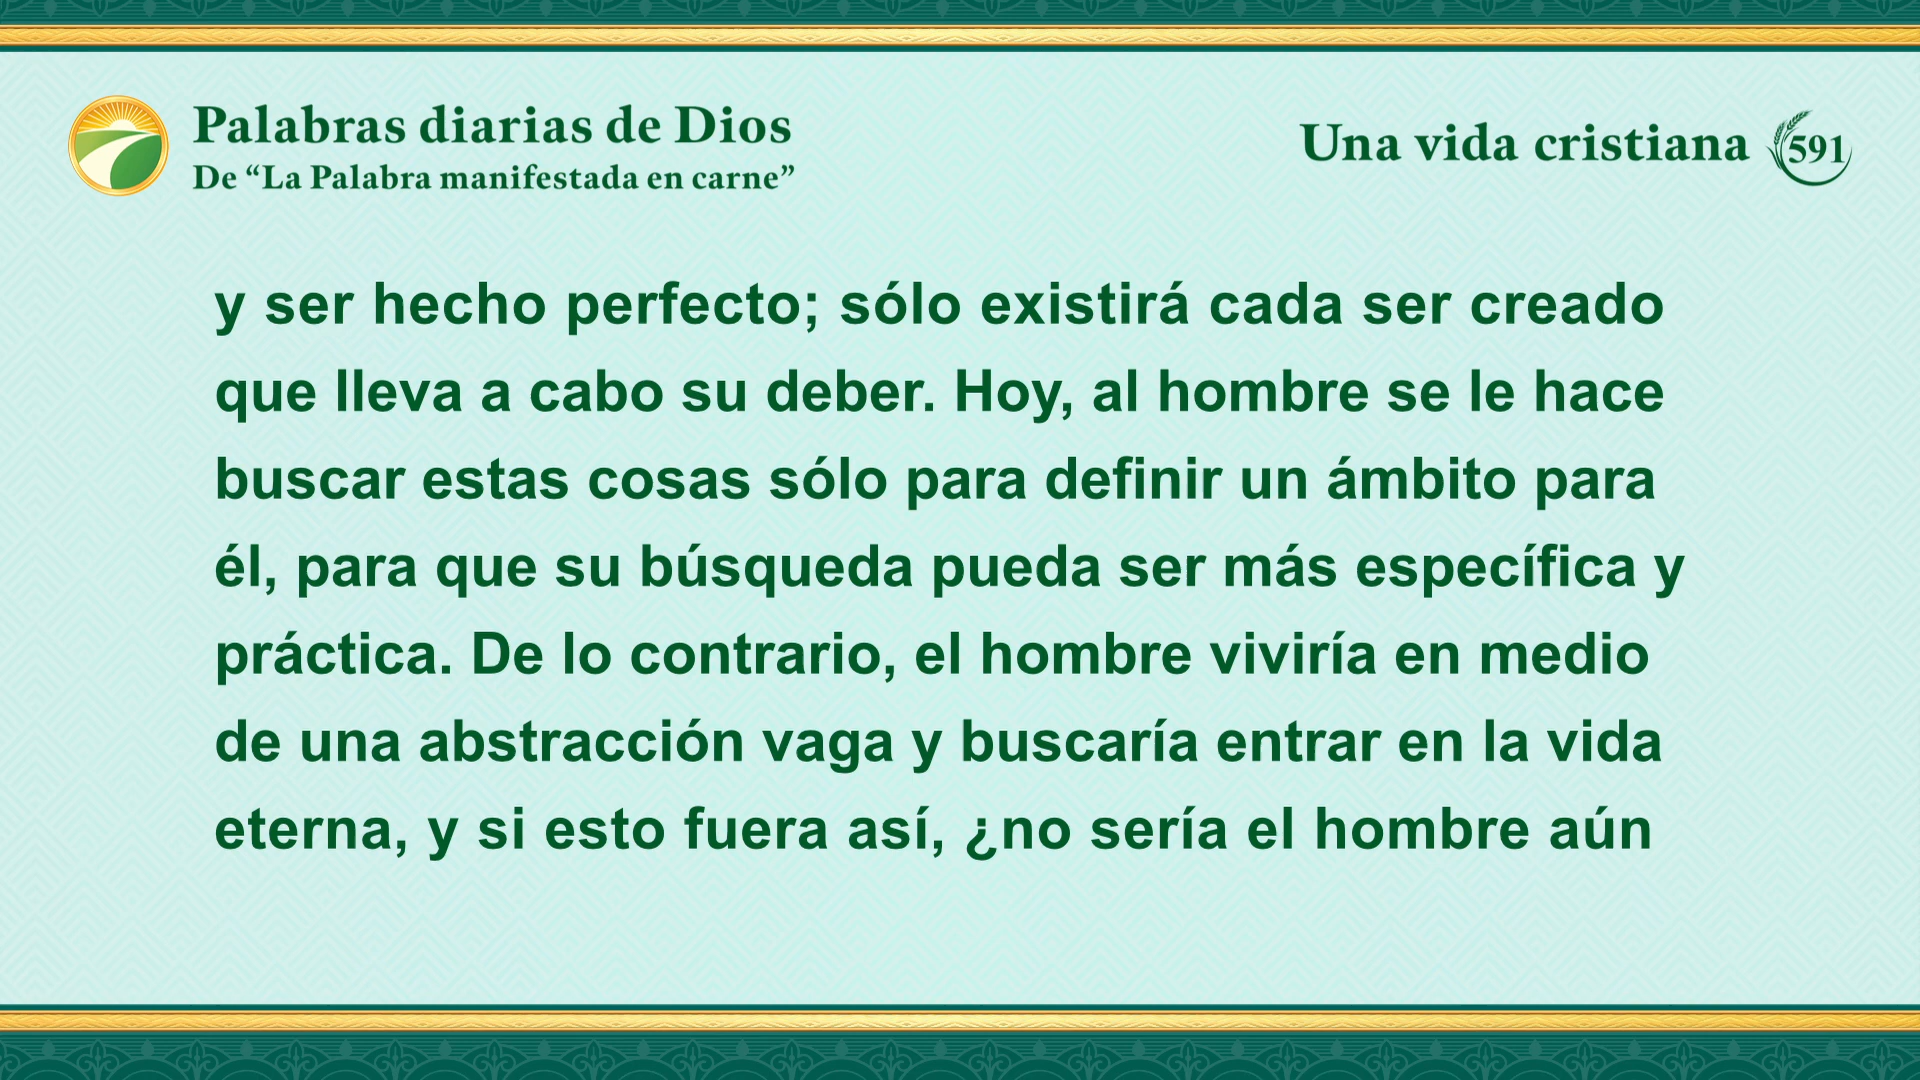 Palabras diarias de Dios
De “La Palabra manifestada en carne”
Una vida cristiana 591
y ser hecho perfecto; sólo existirá cada ser creado
que lleva a cabo su deber. Hoy, al hombre se le hace
buscar estas cosas sólo para definir un ámbito para
él, para que su búsqueda pueda ser más específica y
práctica. De lo contrario, el hombre viviría en medio
de una abstracción vaga y buscaría entrar en la vida
eterna, y si esto fuera así, ¿no sería el hombre aún